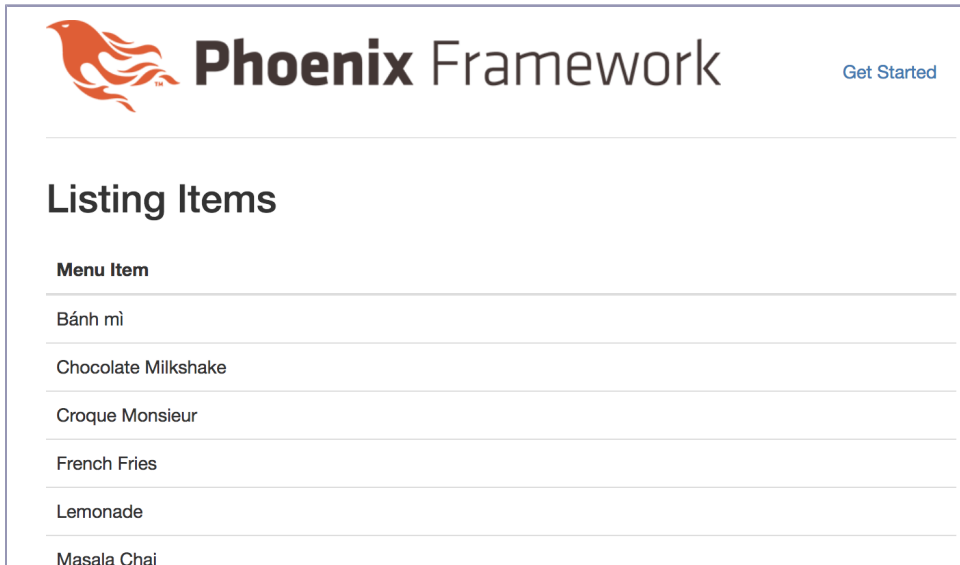 Phoenix Framework
Get Started
Listing Items
Menu Item
Bánh mì
Chocolate Milkshake
Croque Monsieur
French Fries
Lemonade
Masala Chai